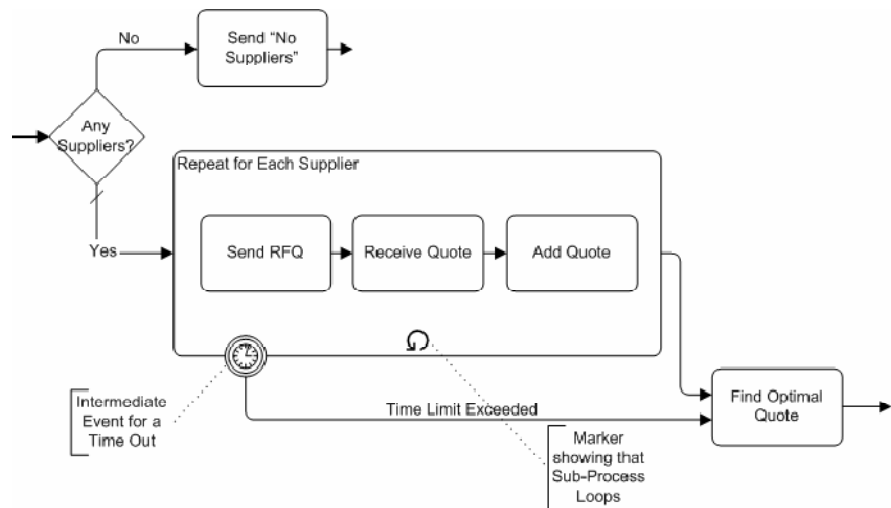 No
Send “No
Suppliers”
Any
Suppliers?
Repeat for Each Supplier
Send RFQ
Receive Quote
Add Quote
Yes
Intermediate
Event for a
Time Out
Time Limit Exceeded
Find Optimal
Quote
Marker
showing that
Sub-Process
Loops